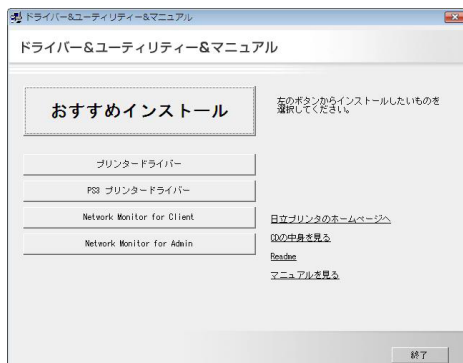 ドライバー&ユーティリティー&マニュアル
ドライバー&ユーティリティー&マニュアル
おすすめインストール
左のボタンからインストールしたいものを
選択してください。
プリンタードライバー
PS3 プリンタードライバー
Network Monitor for Client
Network Monitor for Admin
日立プリンタのホームページへ
CDの中身を見る
Readme
マニュアルを見る
終了